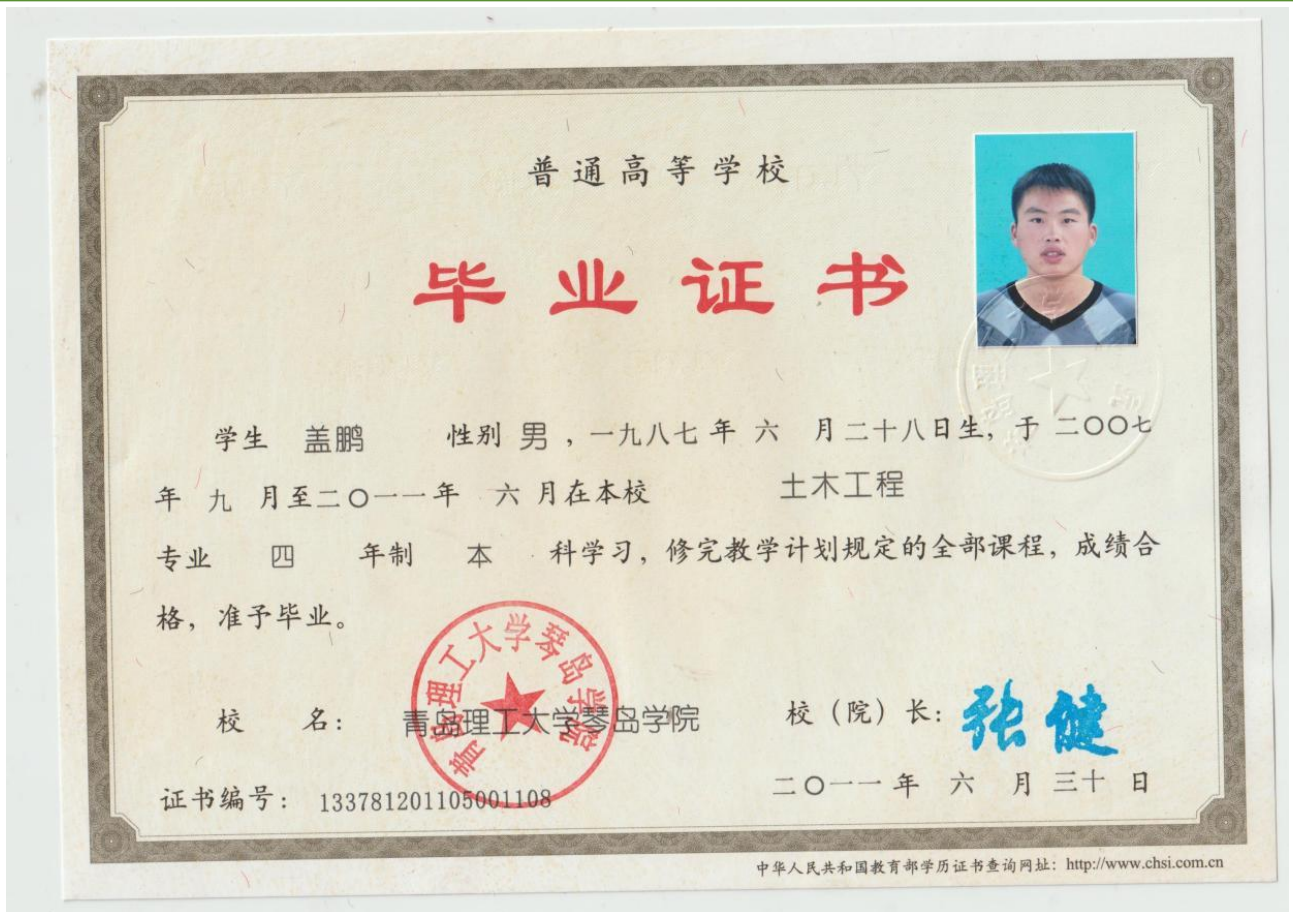 普通高等学校
毕业证书
学生 盖鹏 性别 男 ，一九八七 年 六 月二十八日生，于 二〇〇七
年 九 月至二〇一一年 六 月在本校 土木工程
专业 四 年制 本 科学习，修完教学计划规定的全部课程，成绩合
格，准予毕业。
青岛理工大学琴岛学院
校 名： 青岛理工大学琴岛学院 校（院）长： 张健
二〇一一年 六 月 三十 日
证书编号： 133781201105001108
中华人民共和国教育部学历证书查询网址： http://www.chsi.com.cn